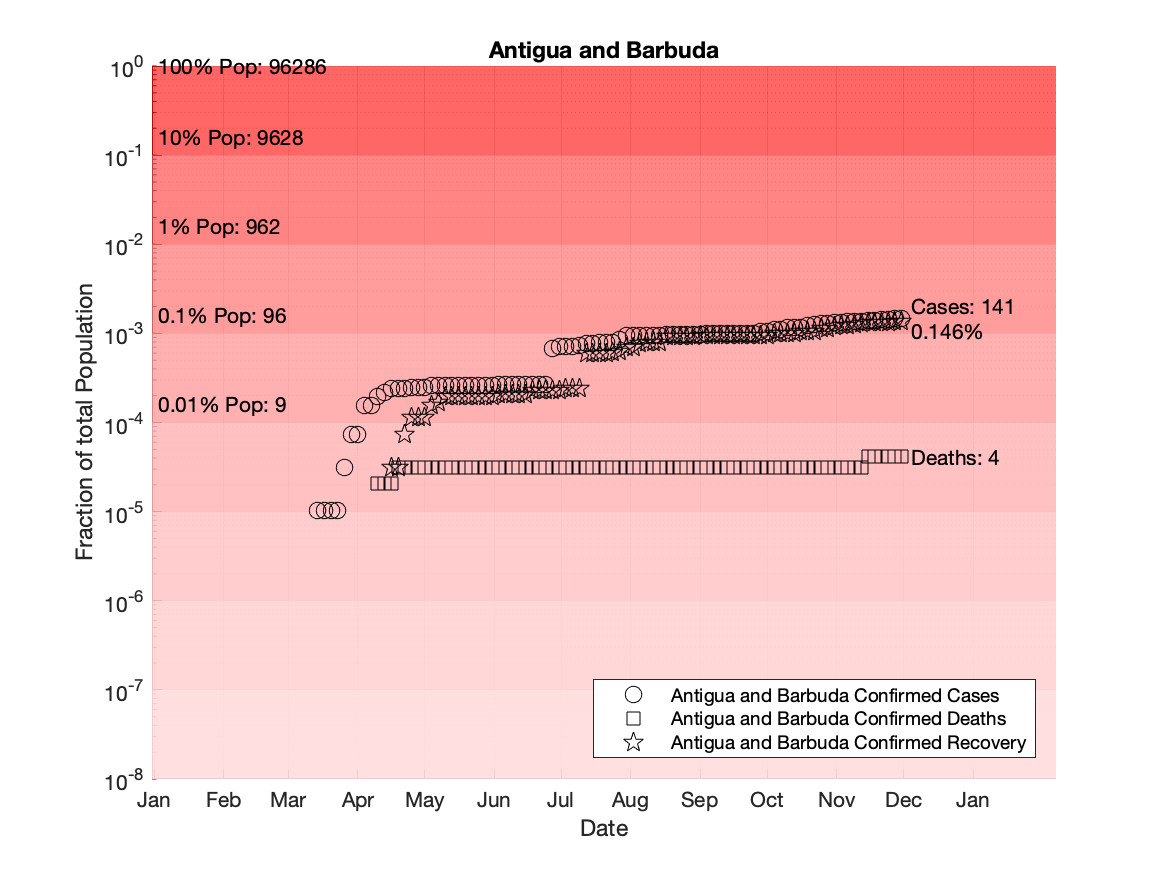 Antigua and Barbuda
10^0
100% Pop: 96286
10% Pop: 9628
10^-1
1% Pop: 962
10^-2
0.1% Pop: 96
Cases: 141
10^-3
0.146%
0.01% Pop: 9
10^-4
Deaths: 4
10^-5
10^-6
10^-7
10^-8
Fraction of total Population
Antigua and Barbuda Confirmed Cases
Antigua and Barbuda Confirmed Deaths
Antigua and Barbuda Confirmed Recovery
Jan Feb Mar Apr May Jun Jul Aug Sep Oct Nov Dec Jan
Date